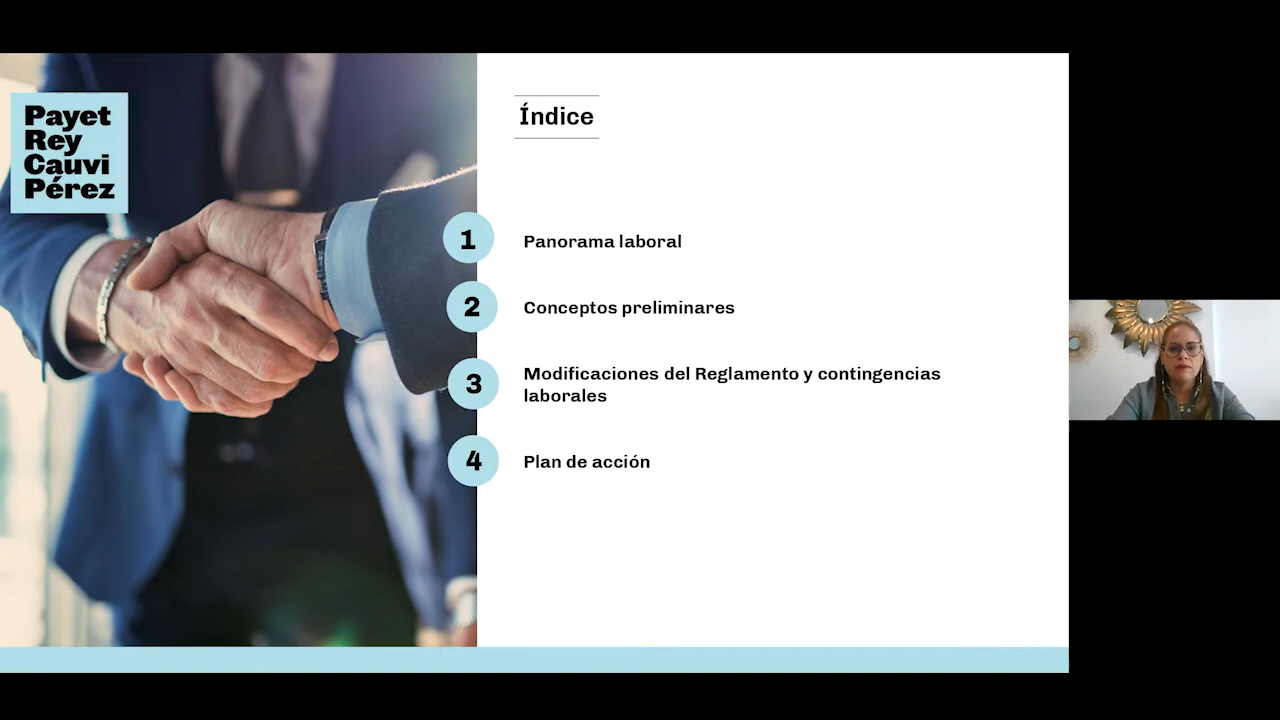 Payet
Rey
Cauvi
Pérez
Índice
1
Panorama laboral
2
Conceptos preliminares
3
Modificaciones del Reglamento y contingencias
laborales
4
Plan de acción